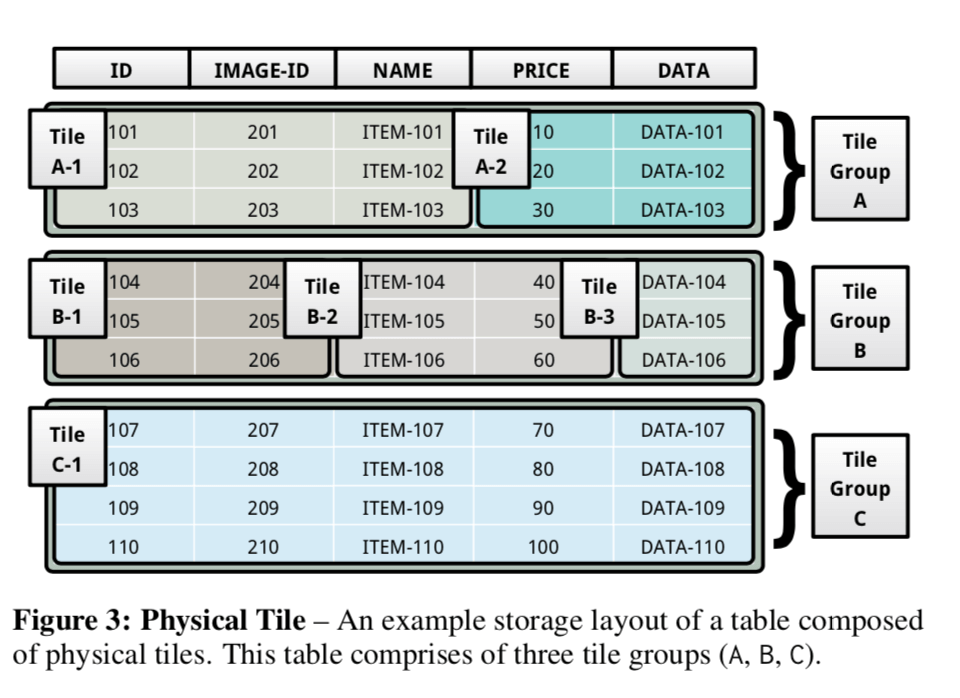 ID IMAGE-ID NAME PRICE DATA
Tile A-1
101 201 ITEM-101
102 202 ITEM-102
103 203 ITEM-103
Tile A-2
10 DATA-101
20 DATA-102
30 DATA-103
Tile Group A
Tile B-1
104 204
105 205
106 206
Tile B-2
ITEM-104 40
ITEM-105 50
ITEM-106 60
Tile B-3
DATA-104
DATA-105
DATA-106
Tile Group B
Tile C-1
107 207 ITEM-107 70 DATA-107
108 208 ITEM-108 80 DATA-108
109 209 ITEM-109 90 DATA-109
110 210 ITEM-110 100 DATA-110
Tile Group C
Figure 3: Physical Tile – An example storage layout of a table composed
of physical tiles. This table comprises of three tile groups (A, B, C).